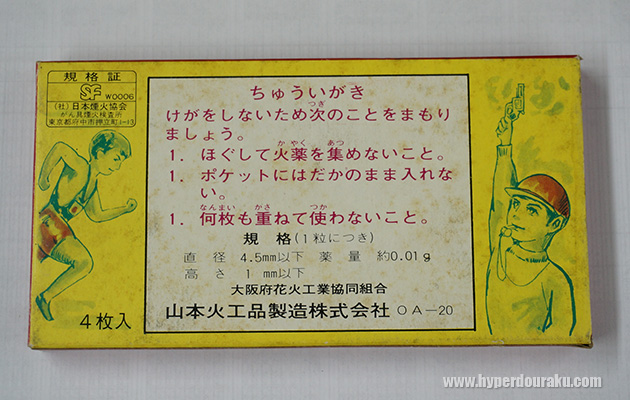 規格証
SF W0006
(社)日本煙火協会
がん具煙火検査所
東京都府中市押立町4ー13
ちゅういがき
けがをしないため次のことをまもり
ましょう。
1. ほぐして火薬を集めないこと。
1. ポケットにはだかのまま入れな
い。
1. 何枚も重ねて使わないこと。
規格(1粒につき)
直径 4.5mm以下 薬量 約0.01g
高さ 1mm以下
大阪府花火工業協同組合
山本火工品製造株式会社 OA—20
4枚入
www.hyperdouraku.com